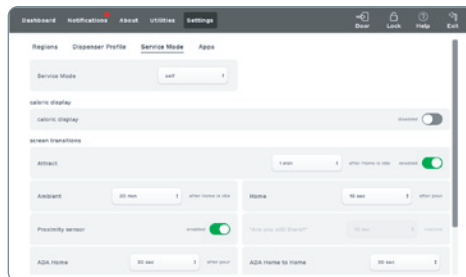 Dashboard Notifications About Utilities Settings Door Lock Help Exit
Regions Dispenser Profile Service Mode Apps
Service Mode self
caloric display
caloric display disabled
screen transitions
Attract 1 min after Home is idle enabled
Ambient 20 min after Home is idle Home 15 sec after pour
Proximity sensor enabled "Are you still there?"
ADA Home 30 sec after pour ADA Home to Home 30 sec